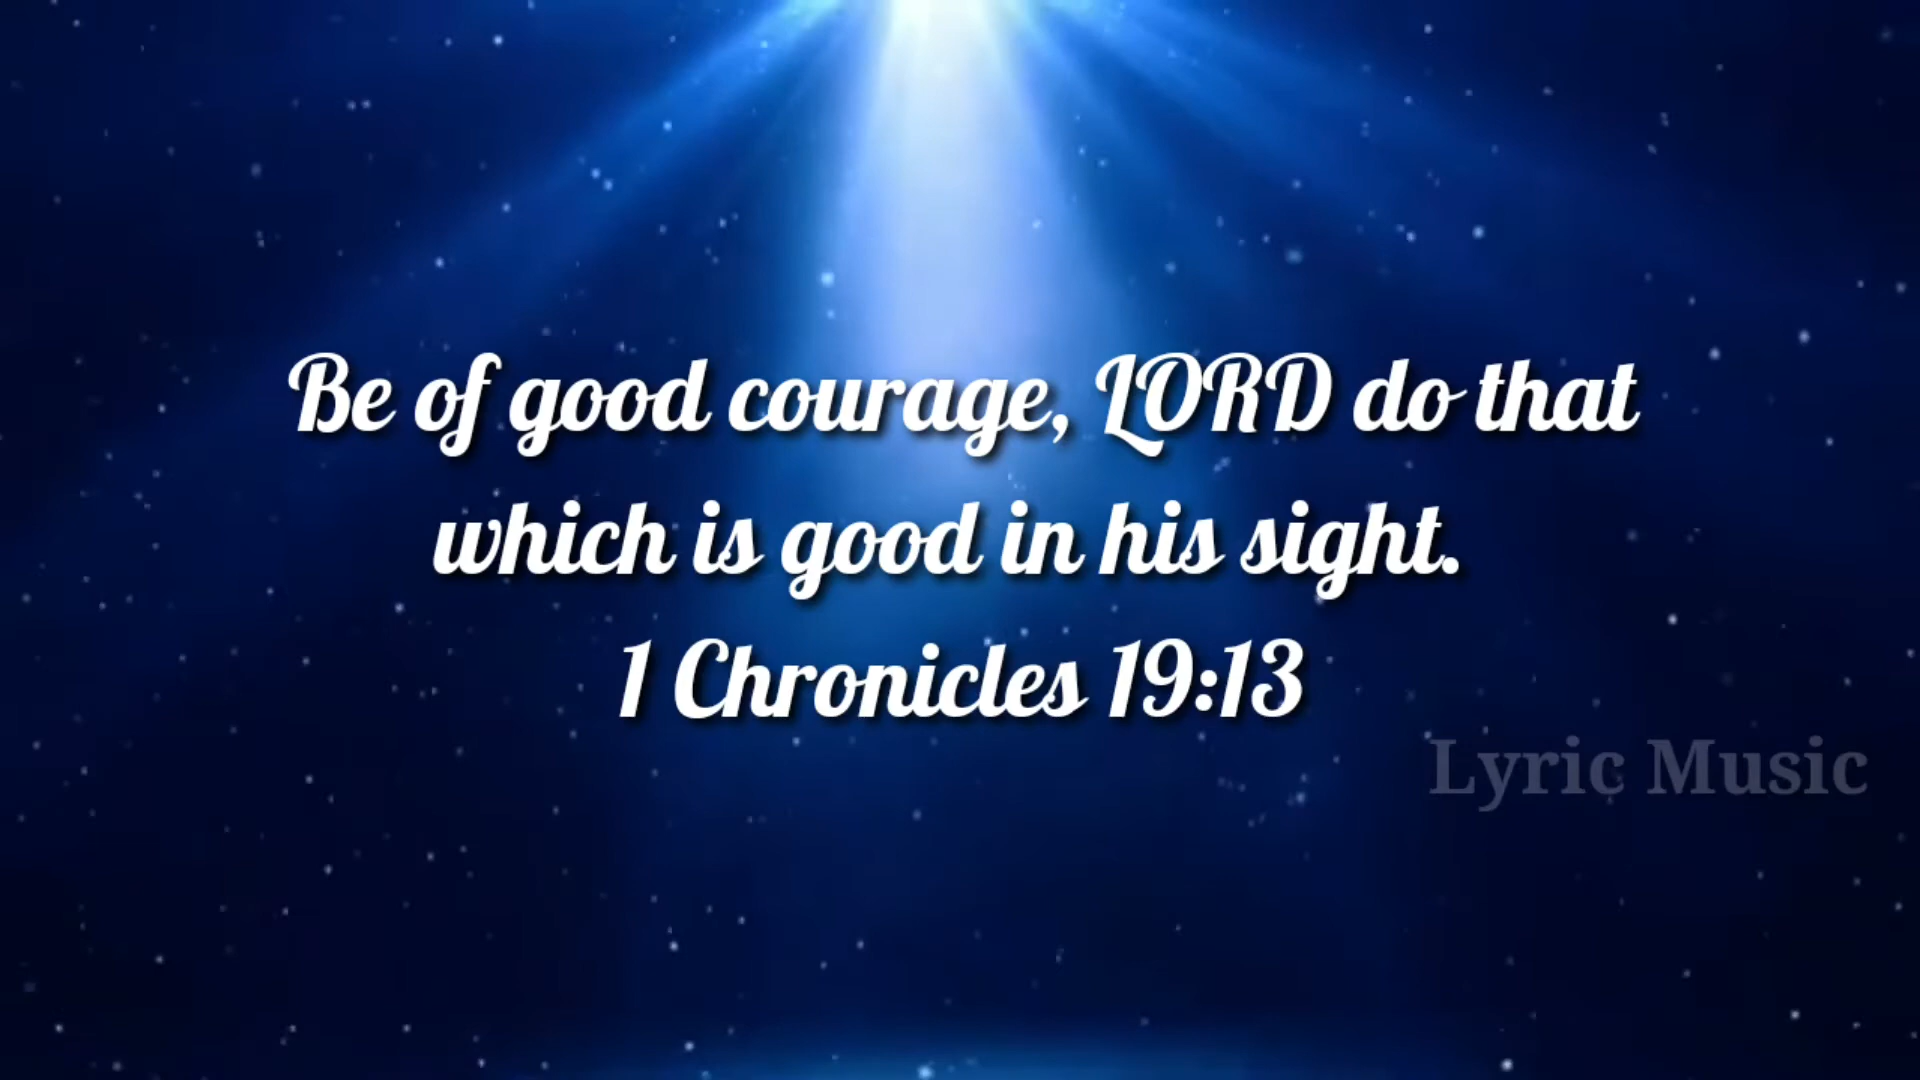 Be of good courage, LORD do that
which is good in his sight.
1 Chronicles 19:13
Lyric Music